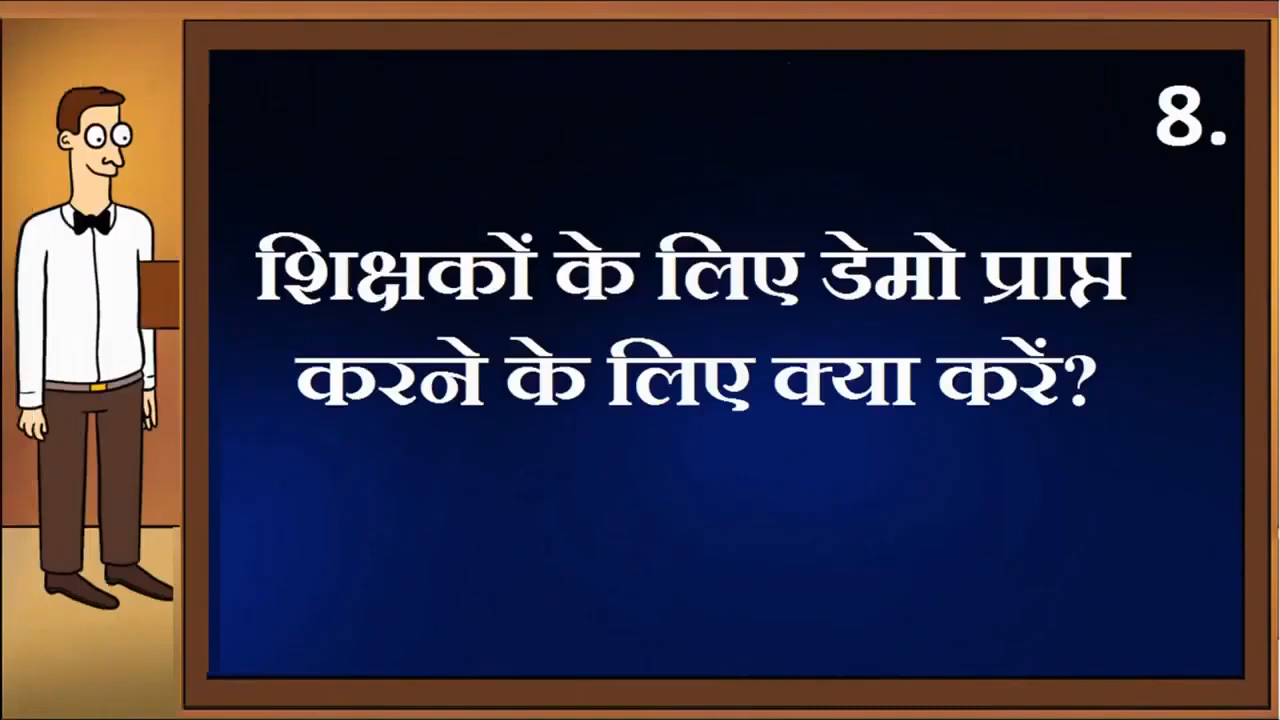 8.
शिक्षकों के लिए डेमो प्राप्त
करने के लिए क्या करें?